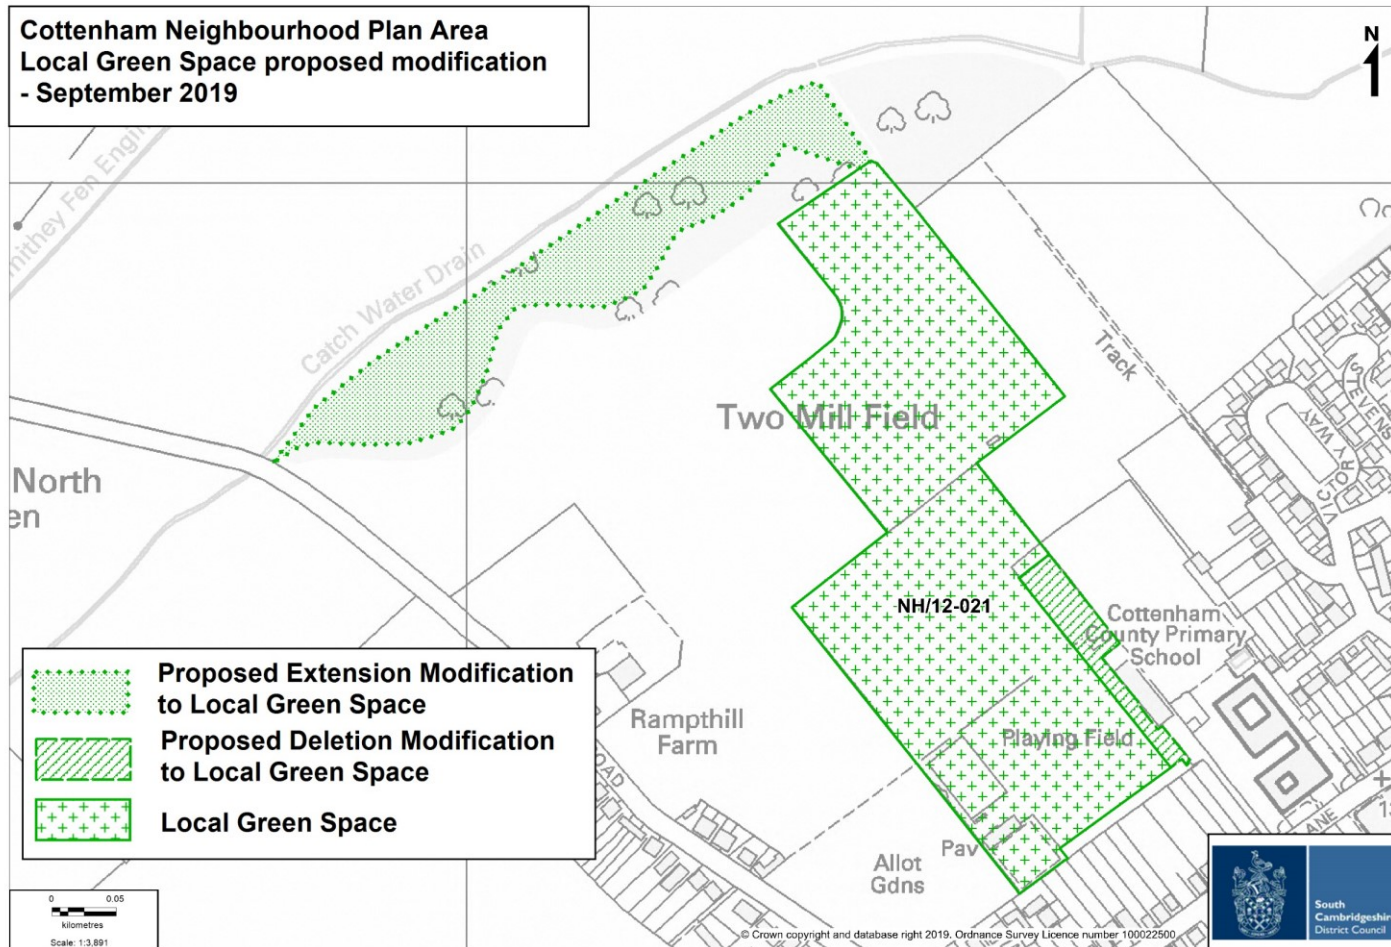 Cottenham Neighbourhood Plan Area
Local Green Space proposed modification
- September 2019
N
Catch Water Drain
Track
Two Mill Field
North
VICTORY WAY
NH/12-021
Cottenham
County Primary
School
Rampthill
Farm
Playing Field
Pav
Allot
Gdns
Proposed Extension Modification
to Local Green Space
Proposed Deletion Modification
to Local Green Space
Local Green Space
0 0.05
kilometres
Scale: 1:3,891
South
Cambridgeshire
District Council
© Crown copyright and database right 2019. Ordnance Survey Licence number 100022500